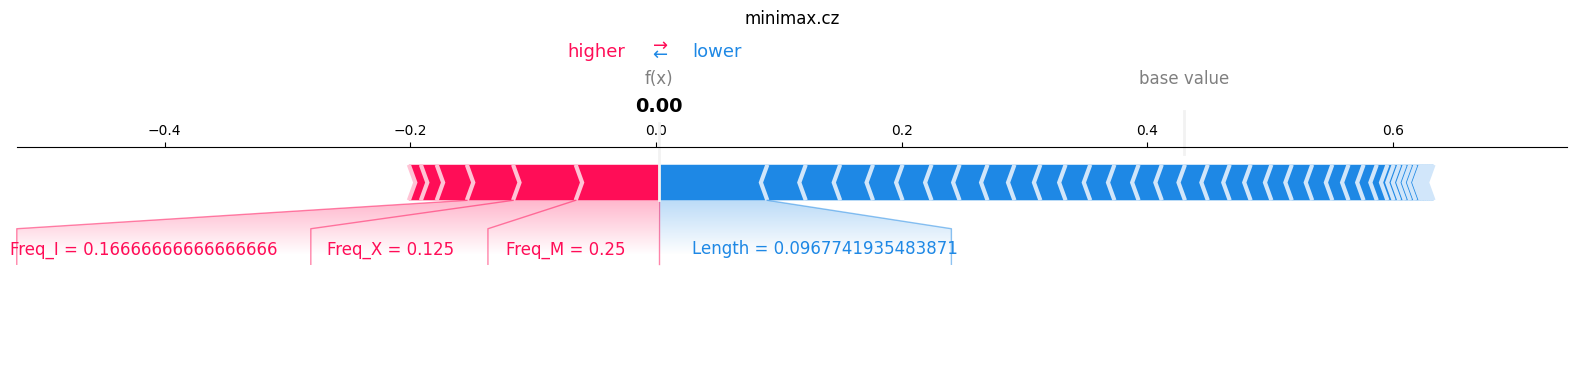 minimax.cz
higher → ← lower
f(x) base value
0.00
−0.4 −0.2 0.0 0.2 0.4 0.6
Freq_I = 0.16666666666666666 Freq_X = 0.125 Freq_M = 0.25 Length = 0.0967741935483871